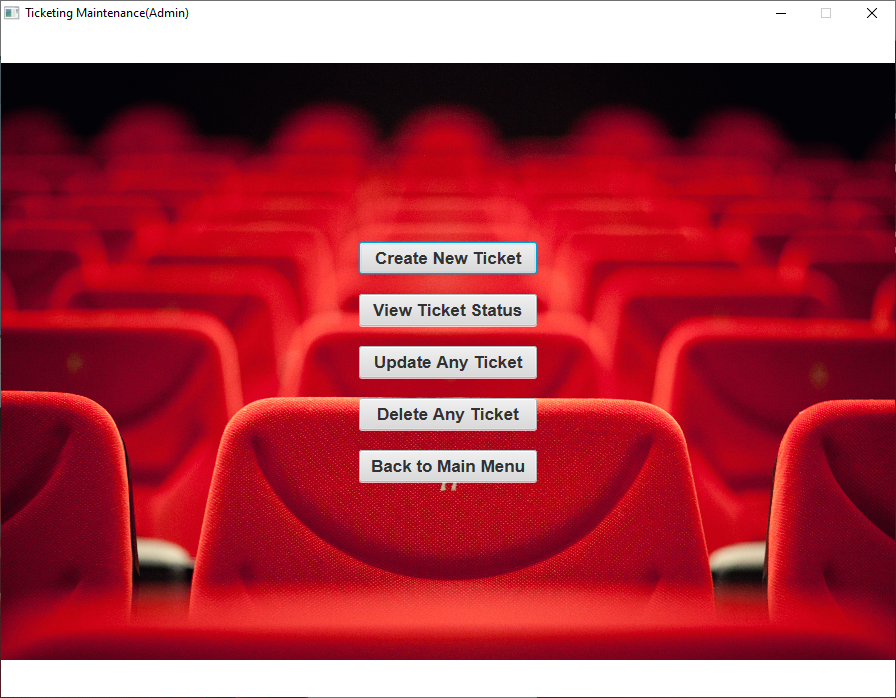 Ticketing Maintenance(Admin)
Create New Ticket
View Ticket Status
Update Any Ticket
Delete Any Ticket
Back to Main Menu